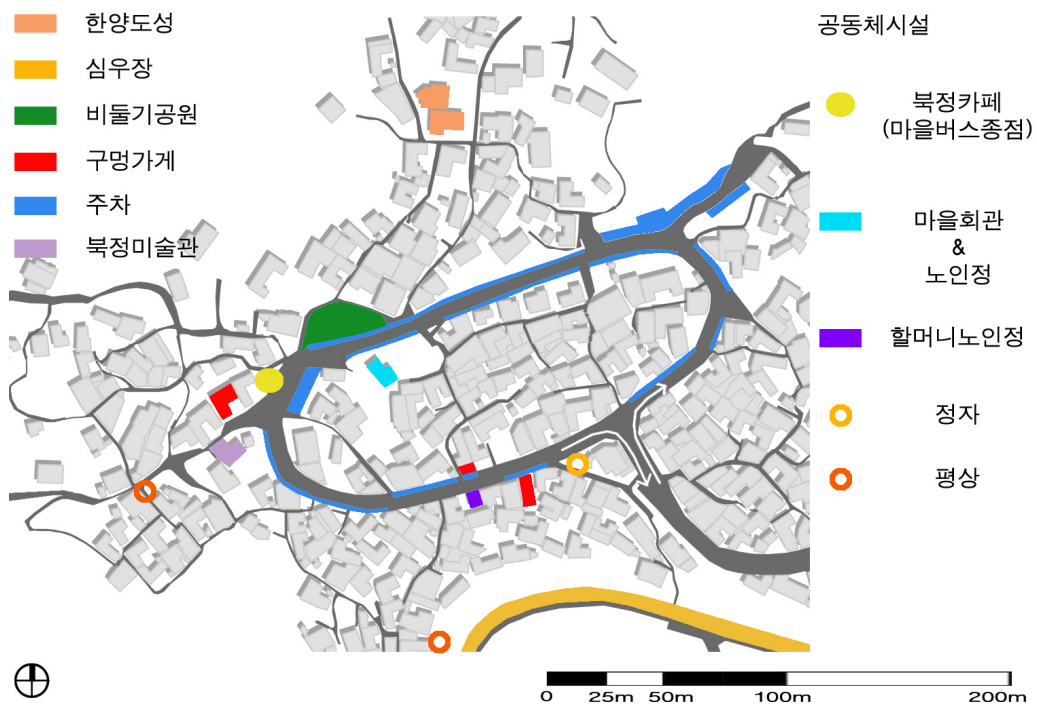 한양도성
심우장
비둘기공원
구멍가게
주차
북정미술관
공동체시설
북정카페
(마을버스종점)
마을회관
&
노인정
할머니노인정
정자
평상
0 25m 50m 100m 200m